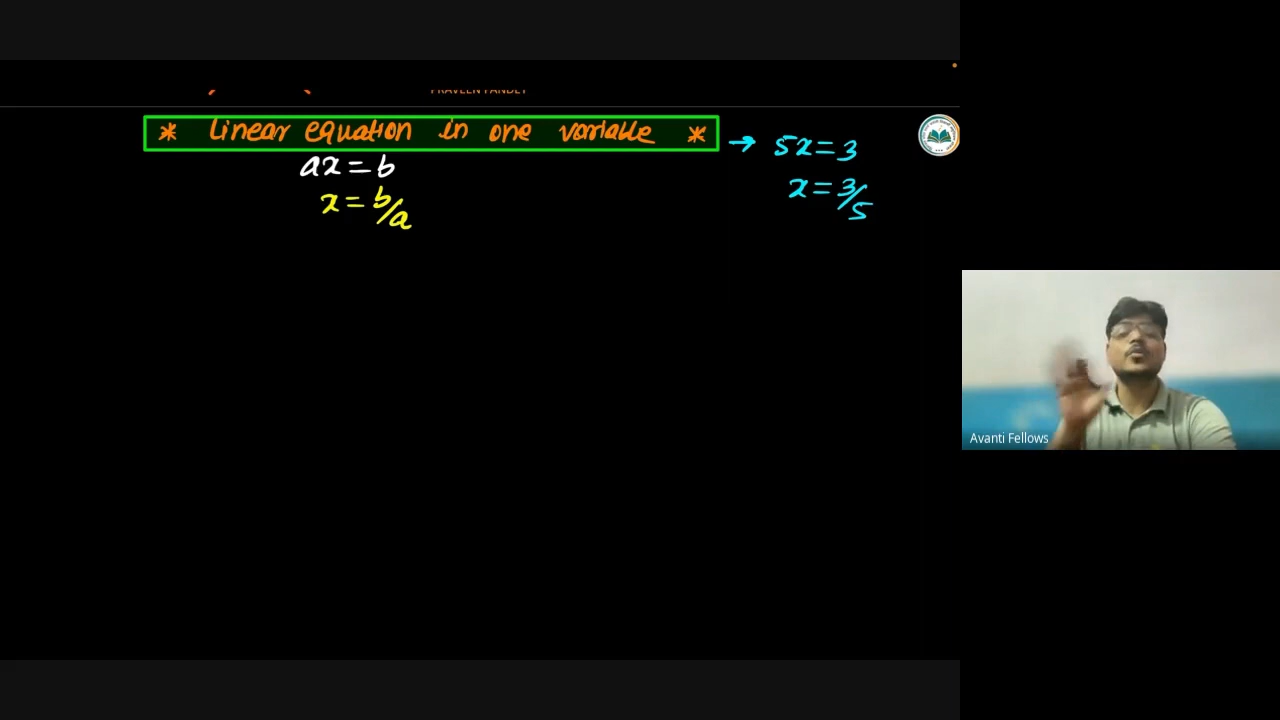 * Linear equation in one variable *
ax = b
x = b/a
→ 5x = 3
x = 3/5
Avanti Fellows